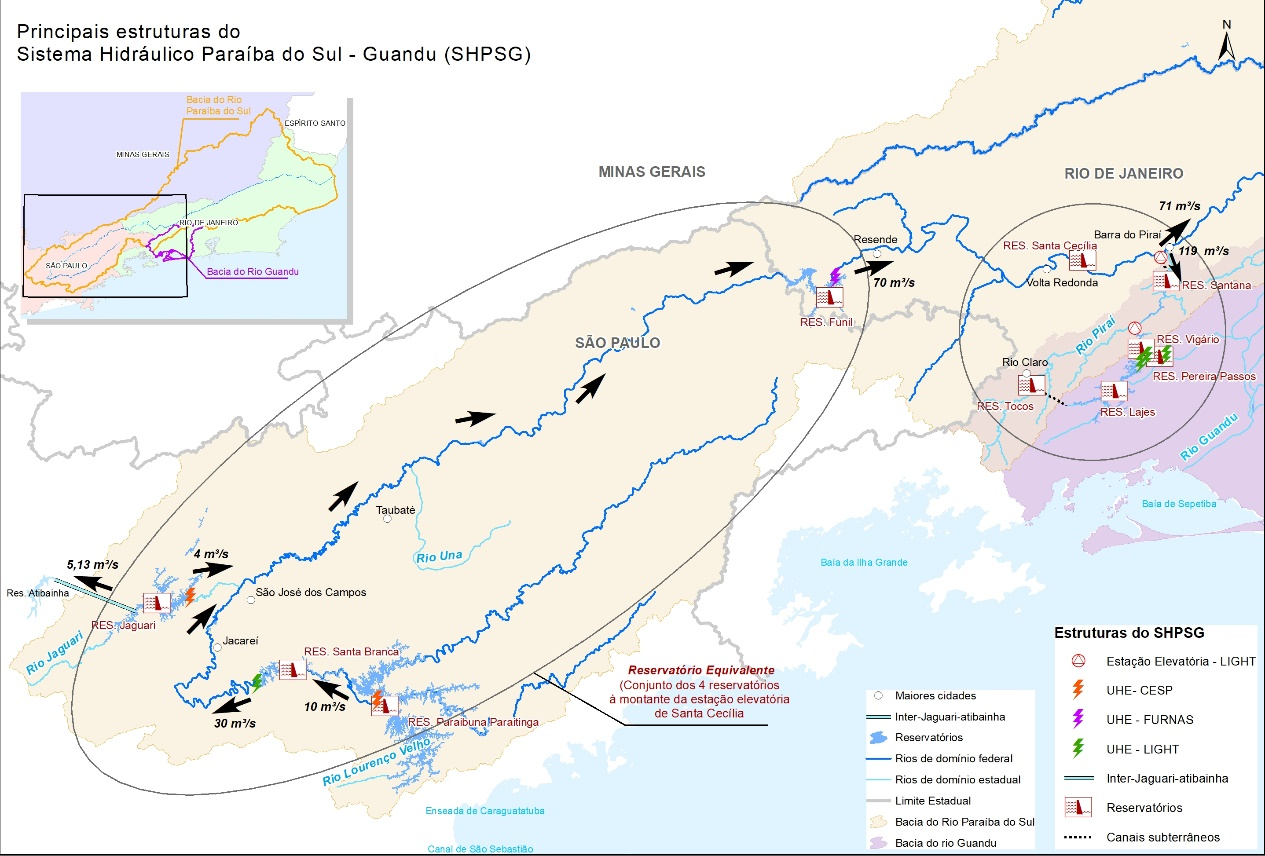 Principais estruturas do
Sistema Hidráulico Paraíba do Sul - Guandu (SHPSG)
N
Bacia do Rio
Paraíba do Sul
ESPÍRITO SANTO
MINAS GERAIS
RIO DE JANEIRO
SÃO PAULO
Bacia do Rio Guandu
MINAS GERAIS
RIO DE JANEIRO
SÃO PAULO
71 m³/s
Barra do Piraí
119 m³/s
Resende
RES. Santa Cecília
70 m³/s
Volta Redonda
RES. Santana
RES. Funil
Rio Piraí
RES. Vigário
Rio Claro
RES. Pereira Passos
RES. Tocos
RES. Lajes
Rio Guandu
Baía de Sepetiba
Taubaté
Rio Una
Baía da Ilha Grande
4 m³/s
5,13 m³/s
Res. Atibainha
São José dos Campos
RES. Jaguari
Rio Jaguari
Jacareí
RES. Santa Branca
10 m³/s
30 m³/s
RES. Paraibuna Paraitinga
Rio Lourenço Velho
Reservatório Equivalente
(Conjunto dos 4 reservatórios
à montante da estação elevatória
de Santa Cecília
Enseada de Caraguatatuba
Canal de São Sebastião
Maiores cidades
Inter-Jaguari-atibainha
Reservatórios
Rios de domínio federal
Rios de domínio estadual
Limite Estadual
Bacia do Rio Paraíba do Sul
Bacia do rio Guandu
Estruturas do SHPSG
Estação Elevatória - LIGHT
UHE- CESP
UHE - FURNAS
UHE - LIGHT
Inter-Jaguari-atibainha
Reservatórios
Canais subterrâneos